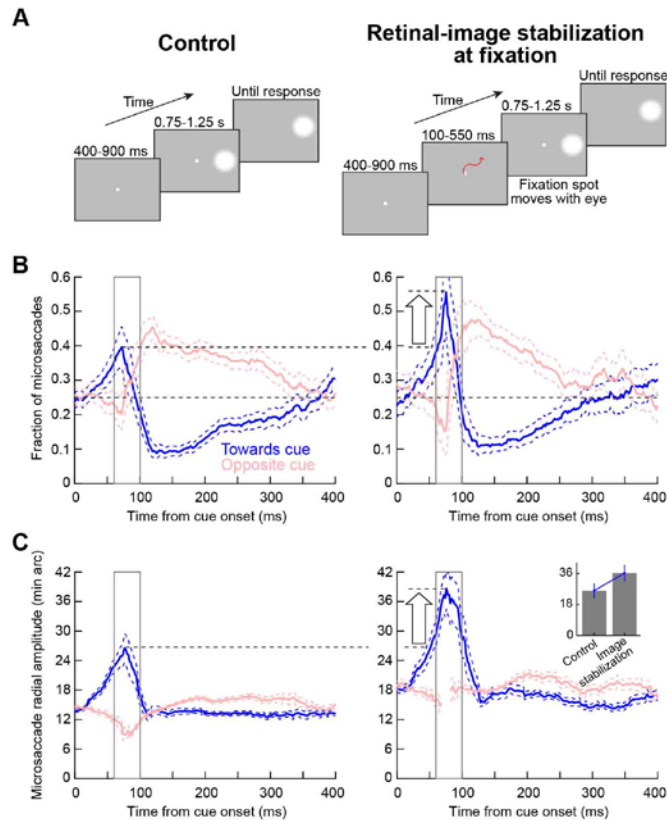 A
Control
Retinal-image stabilization
at fixation
Time
Until response
0.75-1.25 s
400-900 ms
Time
Until response
0.75-1.25 s
100-550 ms
400-900 ms
Fixation spot
moves with eye
B
Fraction of microsaccades
0.6
0.5
0.4
0.3
0.2
0.1
0
Towards cue
Opposite cue
0 100 200 300 400
Time from cue onset (ms)
0.6
0.5
0.4
0.3
0.2
0.1
0
0 100 200 300 400
Time from cue onset (ms)
C
Microsaccade radial amplitude (min arc)
42
36
30
24
18
12
6
0
0 100 200 300 400
Time from cue onset (ms)
42
36
30
24
18
12
6
0
0 100 200 300 400
Time from cue onset (ms)
36
18
0
Control
Image
stabilization